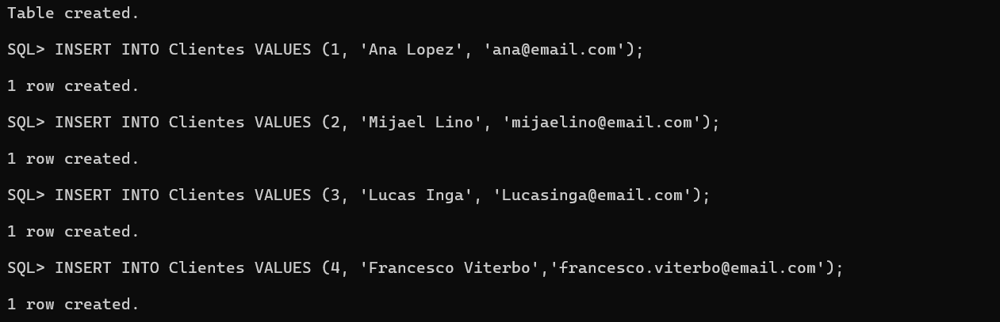 Table created.
SQL> INSERT INTO Clientes VALUES (1, 'Ana Lopez', 'ana@email.com');
1 row created.
SQL> INSERT INTO Clientes VALUES (2, 'Mijael Lino', 'mijaelino@email.com');
1 row created.
SQL> INSERT INTO Clientes VALUES (3, 'Lucas Inga', 'Lucasinga@email.com');
1 row created.
SQL> INSERT INTO Clientes VALUES (4, 'Francesco Viterbo','francesco.viterbo@email.com');
1 row created.